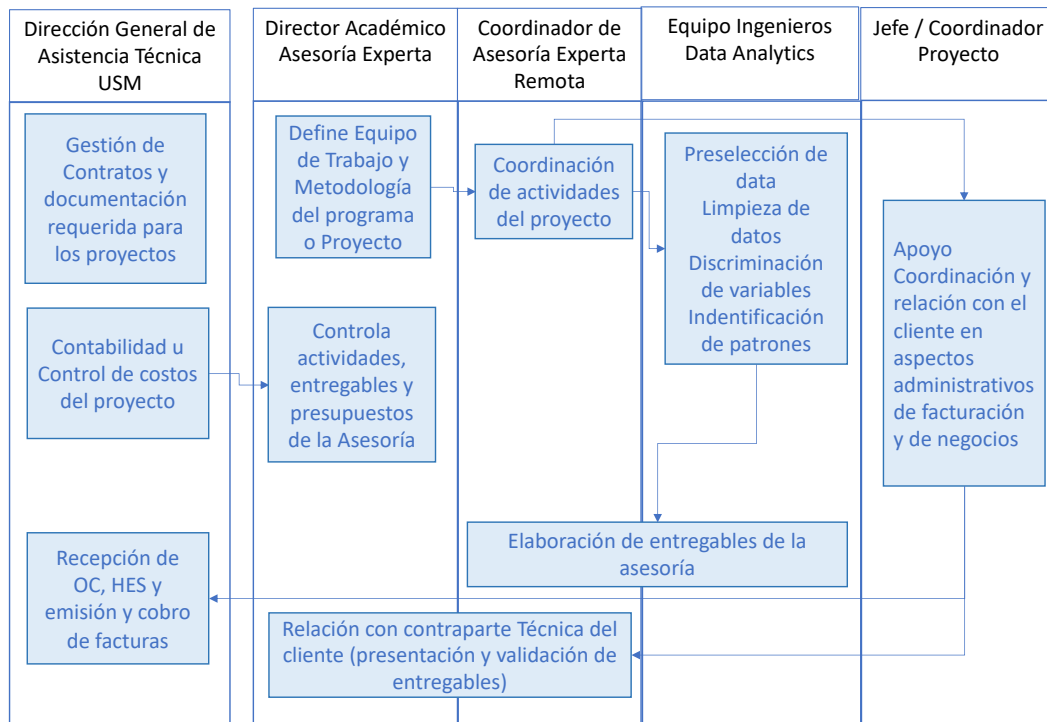 Dirección General de
Asistencia Técnica
USM
Director Académico
Asesoría Experta
Coordinador de
Asesoría Experta
Remota
Equipo Ingenieros
Data Analytics
Jefe / Coordinador
Proyecto
Gestión de
Contratos y
documentación
requerida para
los proyectos
Define Equipo
de Trabajo y
Metodología
del programa
o Proyecto
Coordinación
de actividades
del proyecto
Preselección de
data
Limpieza de
datos
Discriminación
de variables
Indentificación
de patrones
Apoyo
Coordinación y
relación con el
cliente en
aspectos
administrativos
de facturación
y de negocios
Contabilidad u
Control de costos
del proyecto
Controla
actividades,
entregables y
presupuestos
de la Asesoría
Elaboración de entregables de la
asesoría
Recepción de
OC, HES y
emisión y cobro
de facturas
Relación con contraparte Técnica del
cliente (presentación y validación de
entregables)